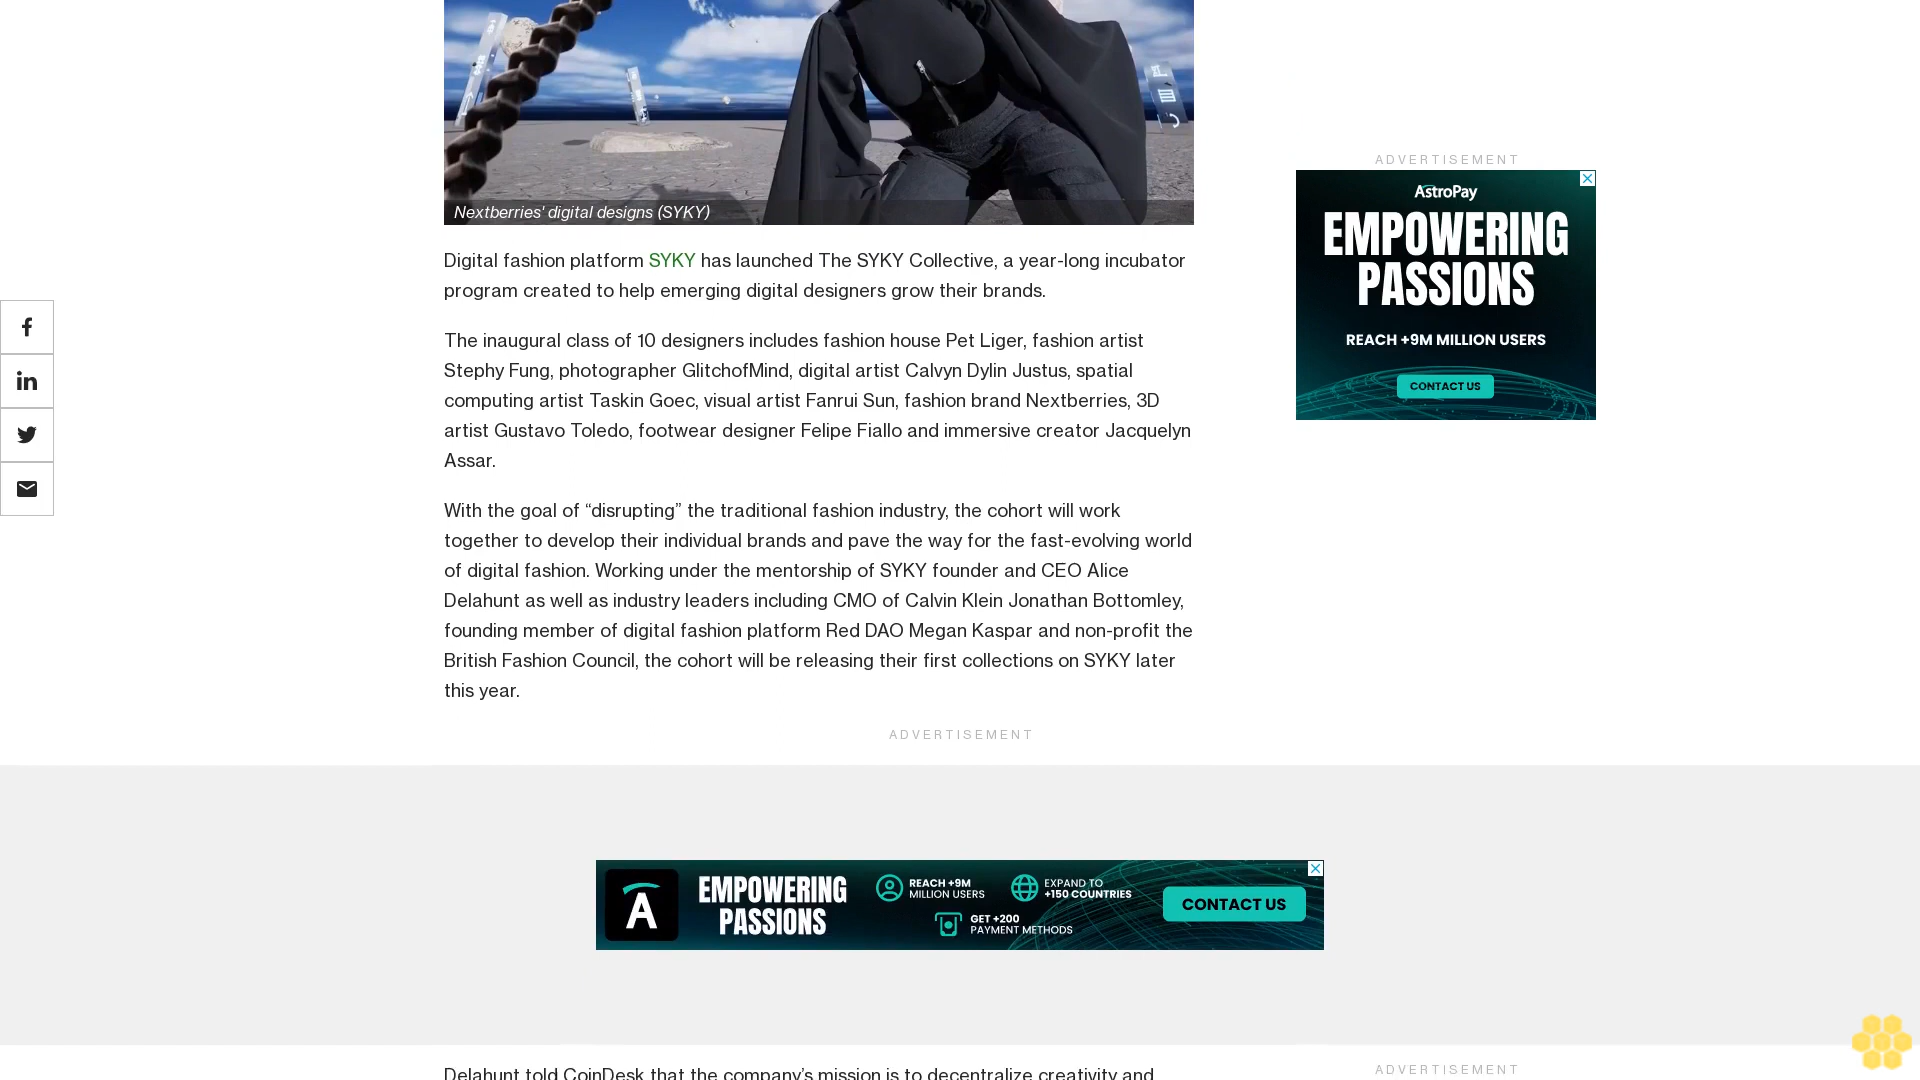 Nextberries' digital designs (SYKY)
Digital fashion platform SYKY has launched The SYKY Collective, a year-long incubator
program created to help emerging digital designers grow their brands.
The inaugural class of 10 designers includes fashion house Pet Liger, fashion artist
Stephy Fung, photographer GlitchofMind, digital artist Calvyn Dylin Justus, spatial
computing artist Taskin Goec, visual artist Fanrui Sun, fashion brand Nextberries, 3D
artist Gustavo Toledo, footwear designer Felipe Fiallo and immersive creator Jacquelyn
Assar.
With the goal of “disrupting” the traditional fashion industry, the cohort will work
together to develop their individual brands and pave the way for the fast-evolving world
of digital fashion. Working under the mentorship of SYKY founder and CEO Alice
Delahunt as well as industry leaders including CMO of Calvin Klein Jonathan Bottomley,
founding member of digital fashion platform Red DAO Megan Kaspar and non-profit the
British Fashion Council, the cohort will be releasing their first collections on SYKY later
this year.
ADVERTISEMENT
AstroPay
EMPOWERING
PASSIONS
REACH +9M MILLION USERS
CONTACT US
ADVERTISEMENT
A
EMPOWERING
PASSIONS
REACH +9M
MILLION USERS
EXPAND TO
+150 COUNTRIES
GET +200
PAYMENT METHODS
CONTACT US
Delahunt told CoinDesk that the company’s mission is to decentralize creativity and
ADVERTISEMENT